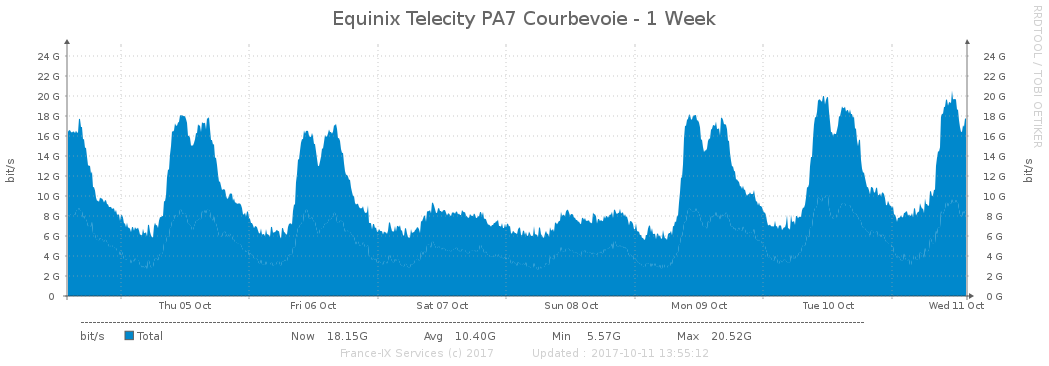 Equinix Telecity PA7 Courbevoie - 1 Week
RRDTOOL / TOBI OETIKER
bit/s
24 G
22 G
20 G
18 G
16 G
14 G
12 G
10 G
8 G
6 G
4 G
2 G
0
24 G
22 G
20 G
18 G
16 G
14 G
12 G
10 G
8 G
6 G
4 G
2 G
0 G
bit/s
Thu 05 Oct Fri 06 Oct Sat 07 Oct Sun 08 Oct Mon 09 Oct Tue 10 Oct Wed 11 Oct
bit/s Total Now 18.15G Avg 10.40G Min 5.57G Max 20.52G
France-IX Services (c) 2017 Updated : 2017-10-11 13:55:12